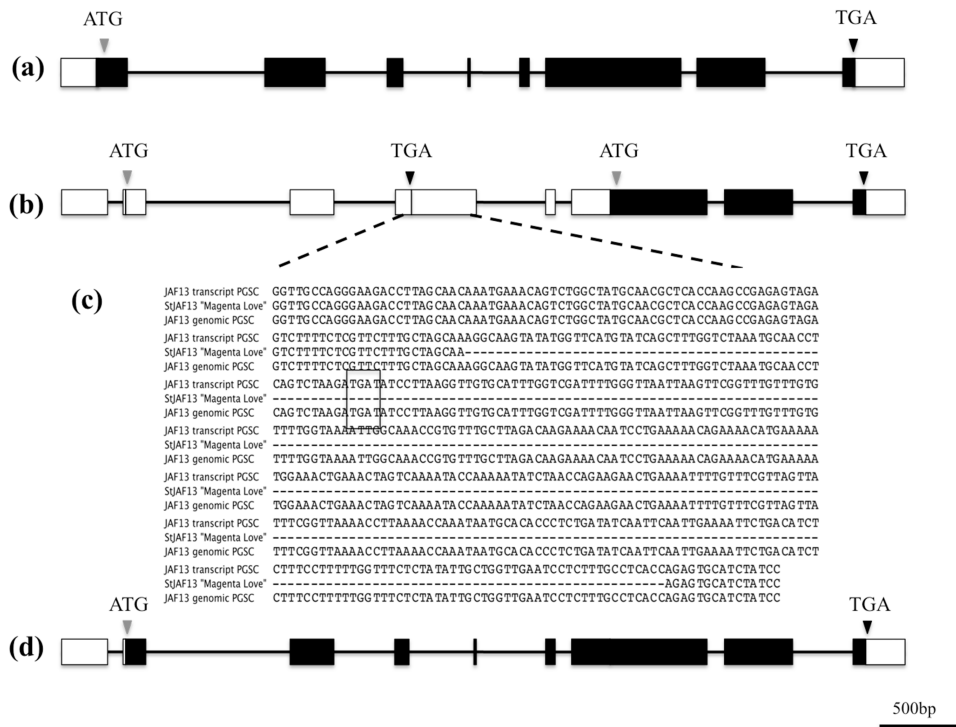 ATG TGA
(a)
ATG TGA ATG TGA
(b)
(c)
JAF13 transcript PGSC GGTTGCCAGGGAAGACCTTAGCAACAAATGAAACAGTCTGGCTATGCAACGCTCACCAAGCCGAGAGTAGA
StJAF13 "Magenta Love" GGTTGCCAGGGAAGACCTTAGCAACAAATGAAACAGTCTGGCTATGCAACGCTCACCAAGCCGAGAGTAGA
JAF13 genomic PGSC GGTTGCCAGGGAAGACCTTAGCAACAAATGAAACAGTCTGGCTATGCAACGCTCACCAAGCCGAGAGTAGA
JAF13 transcript PGSC GTCTTTTCTCGTTCTTTGCTAGCAAAGGCAAGTATATGGTTCATGTATCAGCTTTGGTCTAAATGCAACCT
StJAF13 "Magenta Love" GTCTTTTCTCGTTCTTTGCTAGCAA----------------------------------------------
JAF13 genomic PGSC GTCTTTTCTCGTTCTTTGCTAGCAAAGGCAAGTATATGGTTCATGTATCAGCTTTGGTCTAAATGCAACCT
JAF13 transcript PGSC CAGTCTAAGATGATATCCTTAAGGTTGTGCATTTGGTCGATTTTGGGTTAATTAAGTTCGGTTTGTTTGTG
StJAF13 "Magenta Love" -----------------------------------------------------------------------
JAF13 genomic PGSC CAGTCTAAGATGATATCCTTAAGGTTGTGCATTTGGTCGATTTTGGGTTAATTAAGTTCGGTTTGTTTGTG
JAF13 transcript PGSC TTTTGGTAAAATTGGCAAACCGTGTTTGCTTAGACAAGAAAACAATCCTGAAAAACAGAAAACATGAAAAA
StJAF13 "Magenta Love" -----------------------------------------------------------------------
JAF13 genomic PGSC TTTTGGTAAAATTGGCAAACCGTGTTTGCTTAGACAAGAAAACAATCCTGAAAAACAGAAAACATGAAAAA
JAF13 transcript PGSC TGGAAACTGAAACTAGTCAAAATACCAAAAATATCTAACCAGAAGAACTGAAAATTTTGTTTCGTTAGTTA
StJAF13 "Magenta Love" -----------------------------------------------------------------------
JAF13 genomic PGSC TGGAAACTGAAACTAGTCAAAATACCAAAAATATCTAACCAGAAGAACTGAAAATTTTGTTTCGTTAGTTA
JAF13 transcript PGSC TTTCGGTTAAAACCTTAAAACCAAATAATGCACACCCTCTGATATCAATTCAATTGAAAATTCTGACATCT
StJAF13 "Magenta Love" -----------------------------------------------------------------------
JAF13 genomic PGSC TTTCGGTTAAAACCTTAAAACCAAATAATGCACACCCTCTGATATCAATTCAATTGAAAATTCTGACATCT
JAF13 transcript PGSC CTTTCCTTTTTGGTTTCTCTATATTGCTGGTTGAATCCTCTTTGCCTCACCAGAGTGCATCTATCC
StJAF13 "Magenta Love" ---------------------------------------------------AGAGTGCATCTATCC
JAF13 genomic PGSC CTTTCCTTTTTGGTTTCTCTATATTGCTGGTTGAATCCTCTTTGCCTCACCAGAGTGCATCTATCC
ATG TGA
(d)
500bp